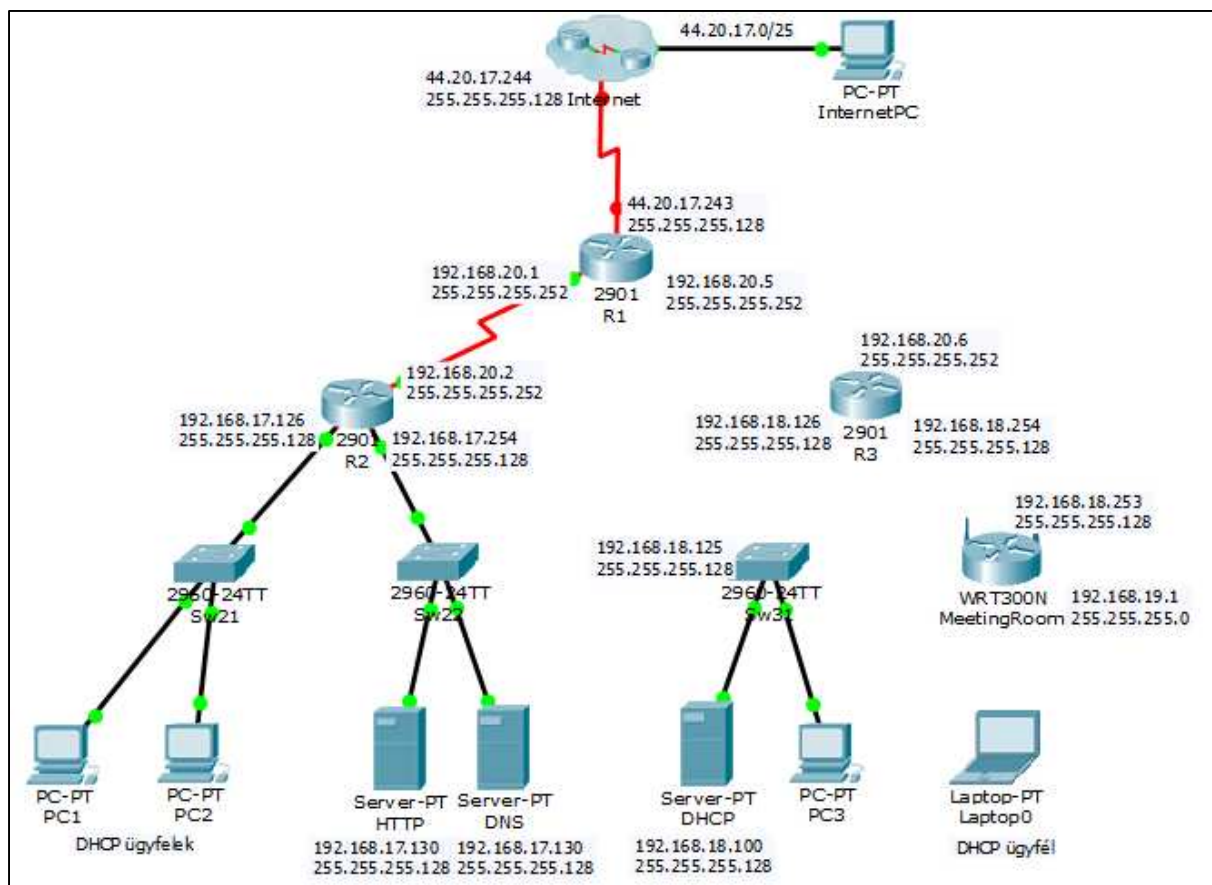 44.20.17.0/25
44.20.17.244
255.255.255.128
Internet
PC-PT
InternetPC
44.20.17.243
255.255.255.128
192.168.20.1
255.255.255.252
2901
R1
192.168.20.5
255.255.255.252
192.168.20.6
255.255.255.252
192.168.20.2
255.255.255.252
192.168.17.126
255.255.255.128
2901
R2
192.168.17.254
255.255.255.128
192.168.18.126
255.255.255.128
2901
R3
192.168.18.254
255.255.255.128
192.168.18.253
255.255.255.128
2960-24TT
Sw21
2960-24TT
Sw22
192.168.18.125
255.255.255.128
2960-24TT
Sw31
WRT300N
MeetingRoom
192.168.19.1
255.255.255.0
PC-PT
PC1
PC-PT
PC2
DHCP ügyfelek
Server-PT
HTTP
192.168.17.130
255.255.255.128
Server-PT
DNS
192.168.17.130
255.255.255.128
Server-PT
DHCP
192.168.18.100
255.255.255.128
PC-PT
PC3
Laptop-PT
Laptop0
DHCP ügyfél